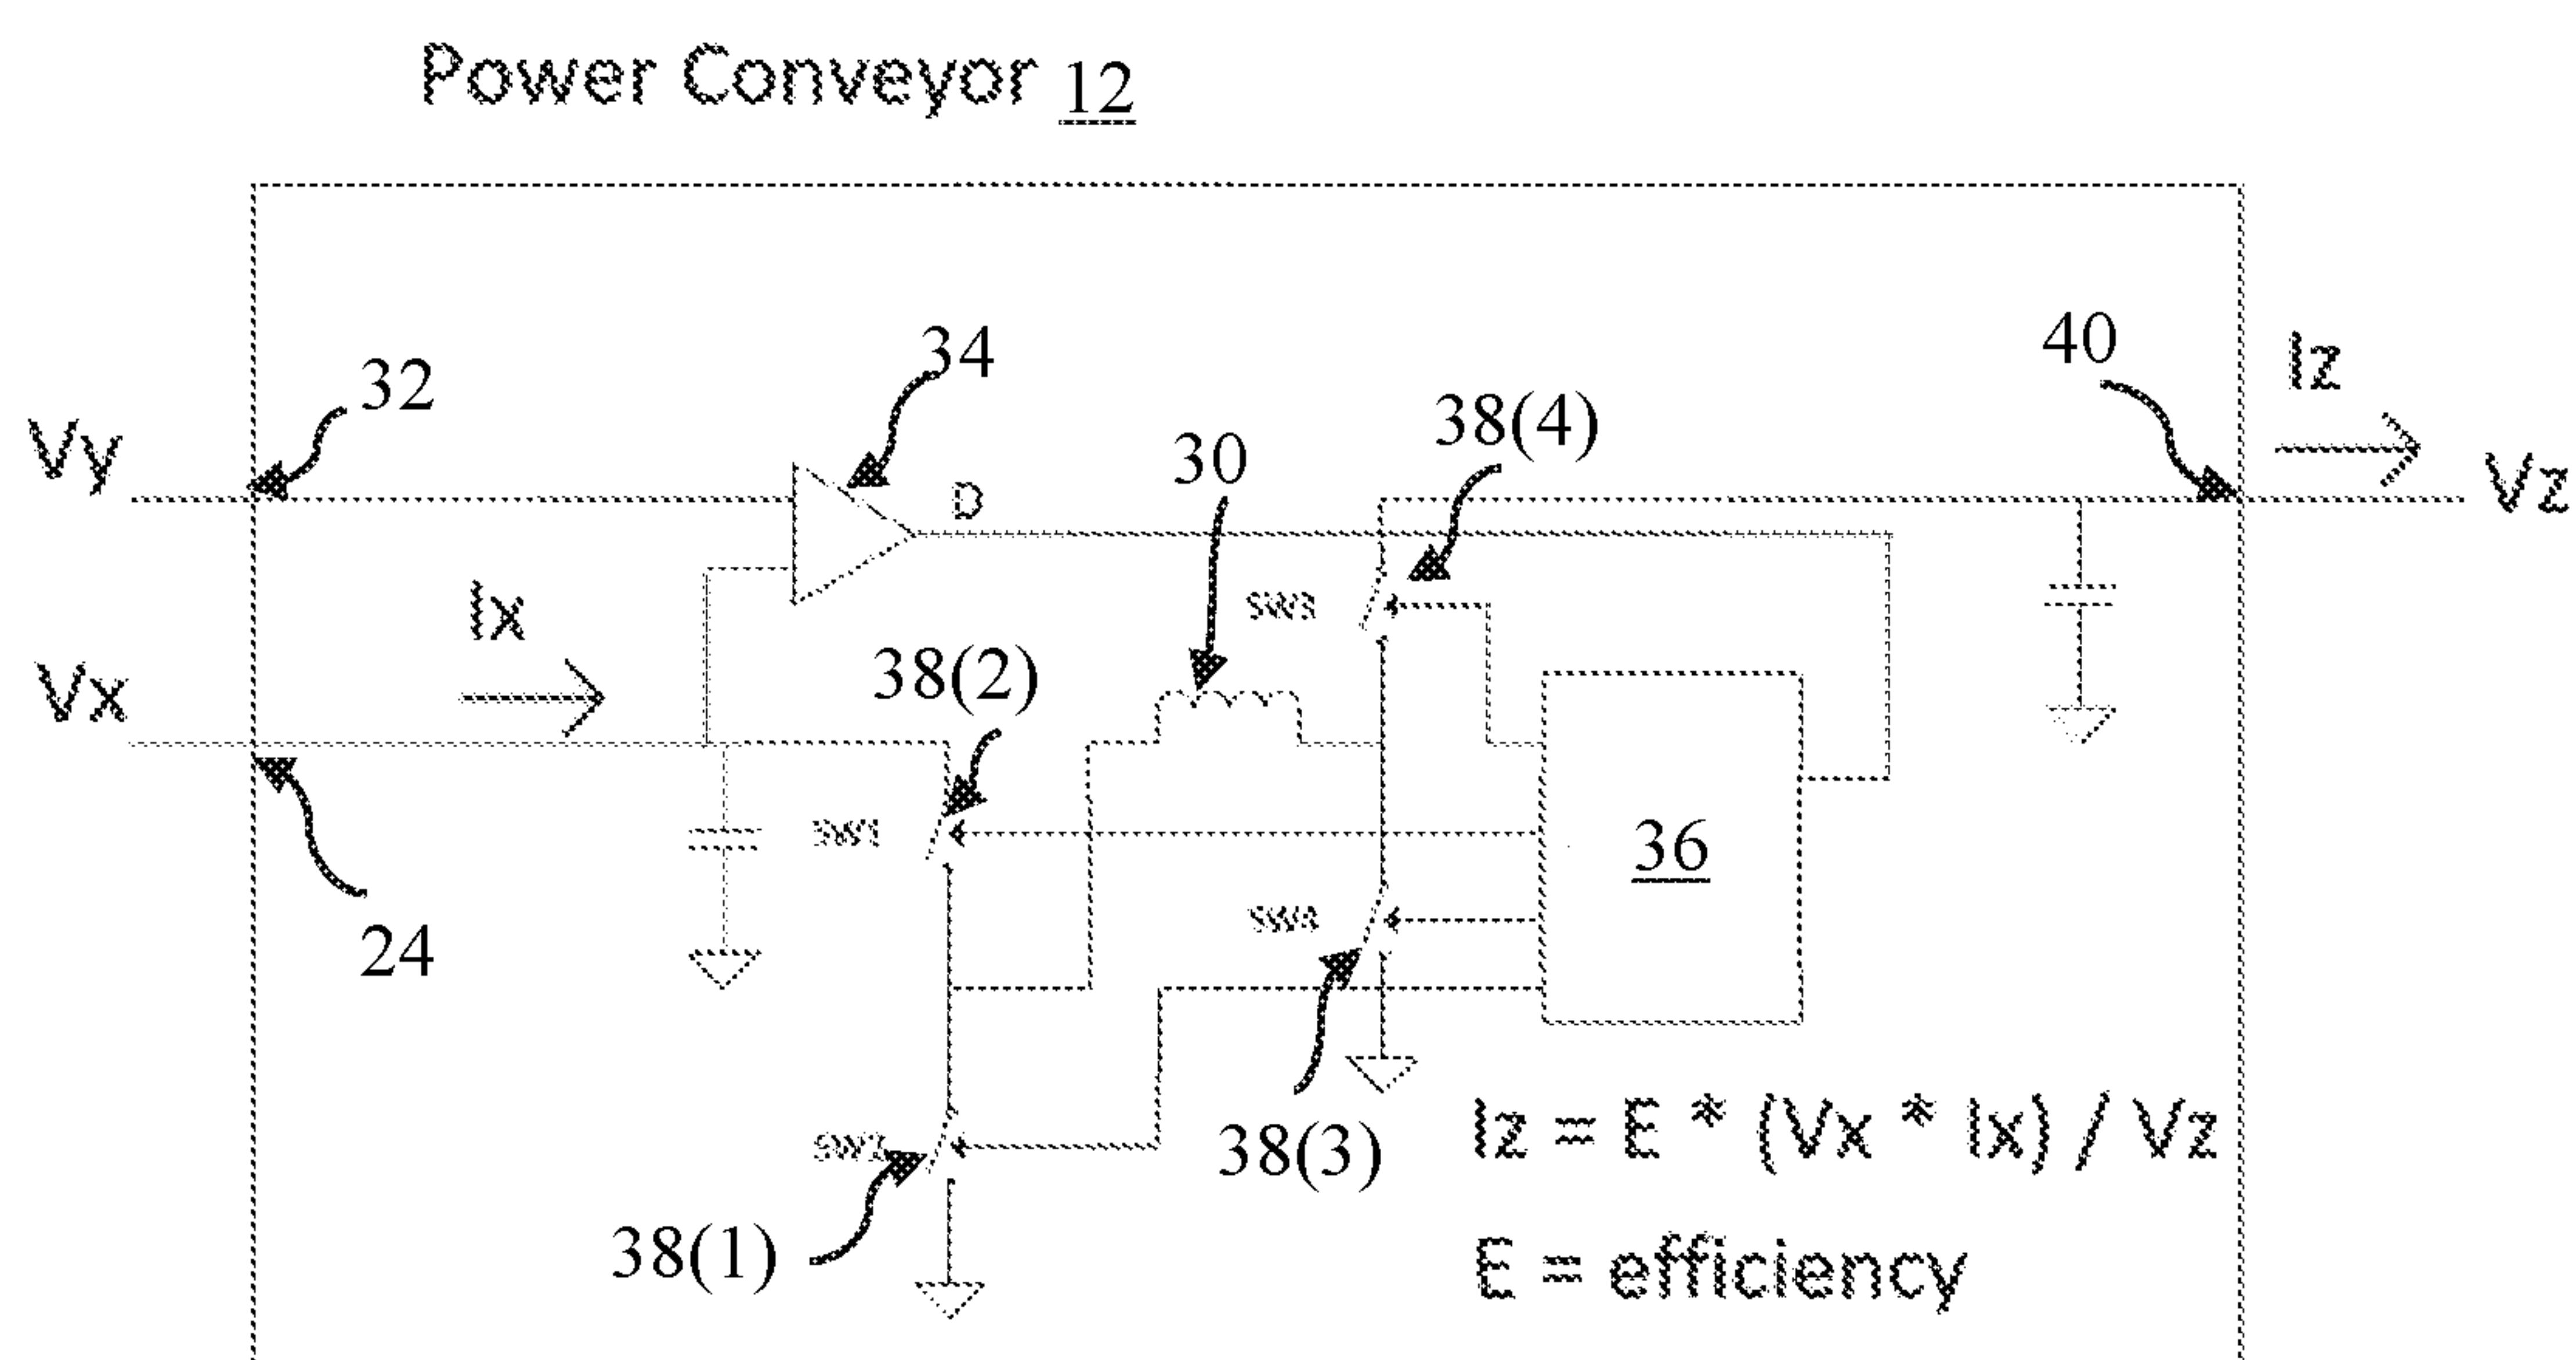 Power Conveyor 12
32
34
40
Iz
Vy
30
38(4)
D
Vz
Ix
SW3
Vx
38(2)
SW1
36
24
SW4
38(1)
SW2
38(3)
Iz = E * (Vx * Ix) / Vz
E = efficiency